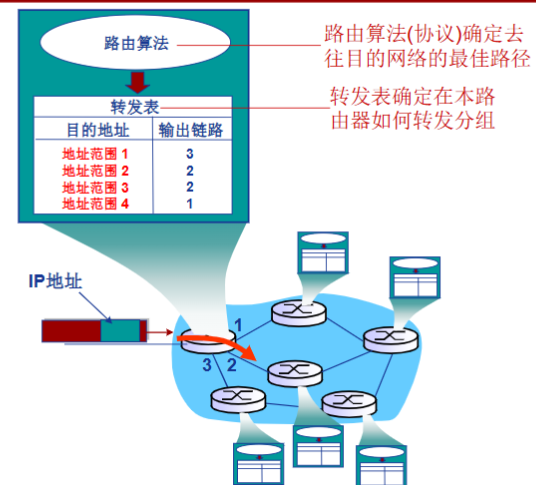 路由算法
路由算法(协议)确定去
往目的网络的最佳路径
转发表
转发表确定在本路
由器如何转发分组
目的地址 输出链路
地址范围 1 3
地址范围 2 2
地址范围 3 2
地址范围 4 1
IP地址
1
3 2